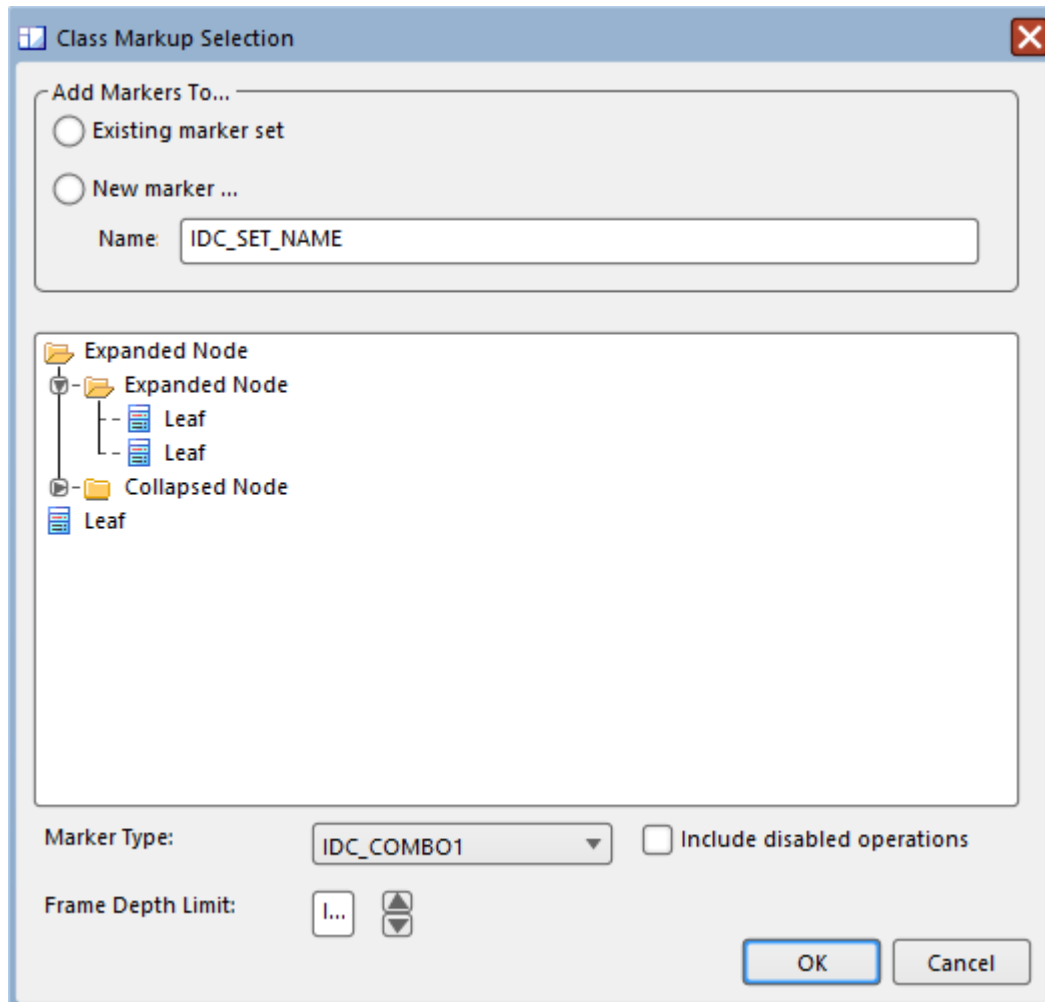 Class Markup Selection
Add Markers To...
Existing marker set
New marker ...
Name:
IDC_SET_NAME
Expanded Node
Expanded Node
Leaf
Leaf
Collapsed Node
Leaf
Marker Type:
IDC_COMBO1
Include disabled operations
Frame Depth Limit:
I...
OK
Cancel